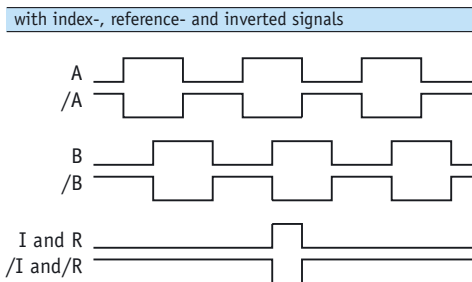 with index-, reference- and inverted signals
A
/A
B
/B
I and R
/I and/R